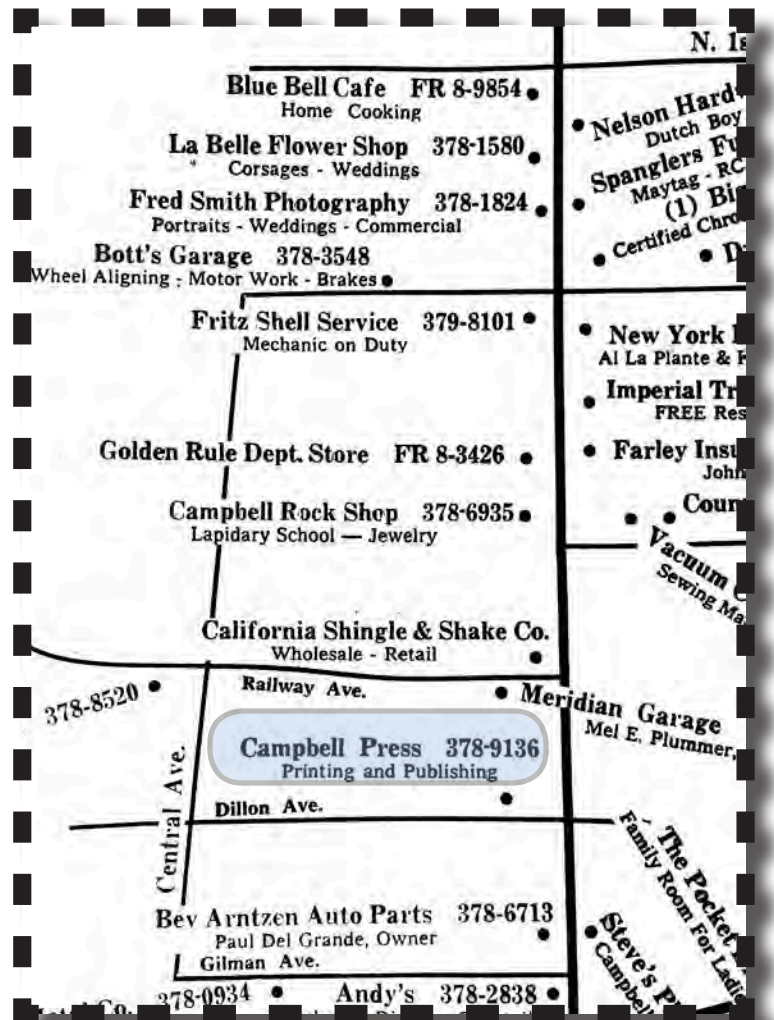 N. 1s
Blue Bell Cafe FR 8-9854
Home Cooking
La Belle Flower Shop 378-1580
Corsages - Weddings
Fred Smith Photography 378-1824
Portraits - Weddings - Commercial
Bott's Garage 378-3548
Wheel Aligning - Motor Work - Brakes
Nelson Hardw
Dutch Boy
Spanglers Fu
Maytag - RC
(1) Big
Certified Chro
Fritz Shell Service 379-8101
Mechanic on Duty
New York
Al La Plante &
Imperial Tr
FREE Res
Golden Rule Dept. Store FR 8-3426
Farley Insu
John
Campbell Rock Shop 378-6935
Lapidary School — Jewelry
Coun
Vacuum
Sewing Ma
California Shingle & Shake Co.
Wholesale - Retail
Railway Ave.
378-8520
Meridian Garage
Mel E. Plummer,
Campbell Press 378-9136
Printing and Publishing
Dillon Ave.
Central Ave.
The Pocket
Family Room For Ladie
Bev Arntzen Auto Parts 378-6713
Paul Del Grande, Owner
Gilman Ave.
Steve's
Campbell
Co. 378-0934
Andy's 378-2838